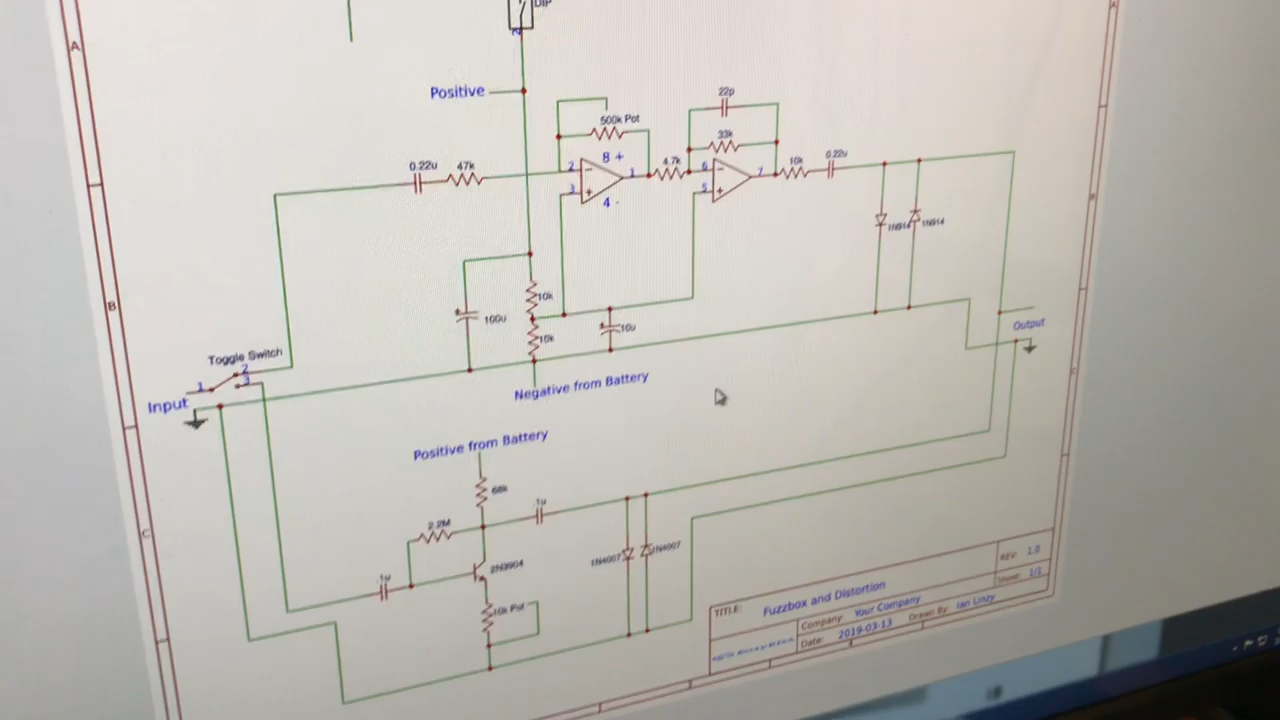 DIP
2
A
A
Positive
22p
500k Pot
33k
8 +
0.22u
47k
2
1
4.7k
6
7
10k
0.22u
3
5
4 -
B
1N914
1N914
B
10k
100u
10u
10k
Output
Toggle Switch
2
1
3
Input
Negative from Battery
C
Positive from Battery
68k
1u
2.2M
C
1N4007
1N4007
2N3904
1u
10k Pot
TITLE:
Fuzzbox and Distortion
REV: 1.0
Company: Your Company
Sheet: 1/1
Date: 2019-03-13
Drawn By: Ian Linzy